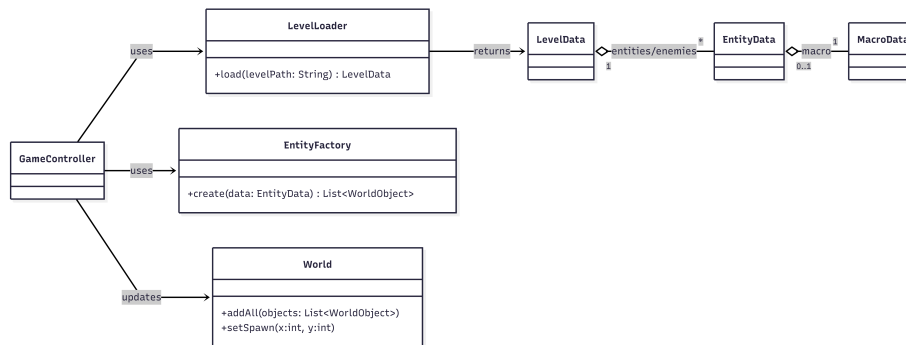 LevelLoader
+load(levelPath: String) : LevelData
uses
returns
LevelData
entities/enemies
1
*
EntityData
macro
0..1
1
MacroData
GameController
uses
EntityFactory
+create(data: EntityData) : List<WorldObject>
updates
World
+addAll(objects: List<WorldObject>)
+setSpawn(x:int, y:int)